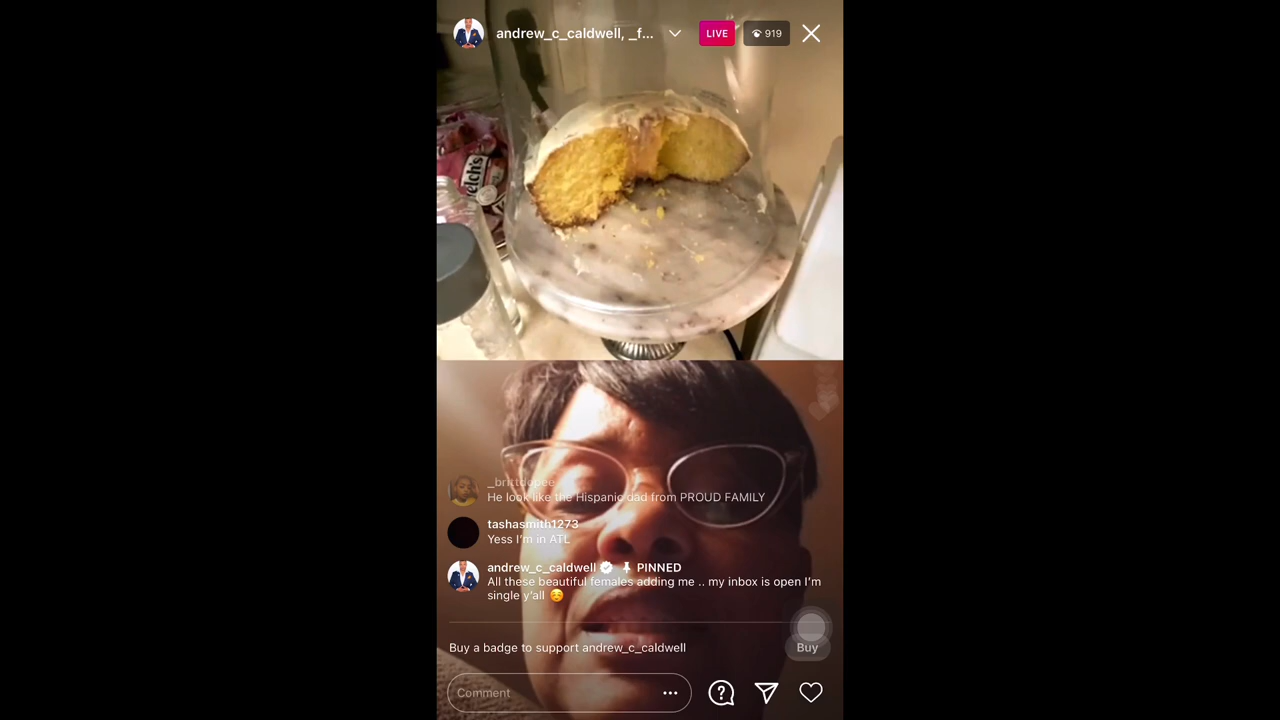 andrew_c_caldwell, _f...
LIVE
919
elch's
_brittdopee
He look like the Hispanic dad from PROUD FAMILY
tashasmith1273
Yess I'm in ATL
andrew_c_caldwell PINNED
All these beautiful females adding me .. my inbox is open I'm
single y'all ☺️
Buy a badge to support andrew_c_caldwell
Buy
Comment